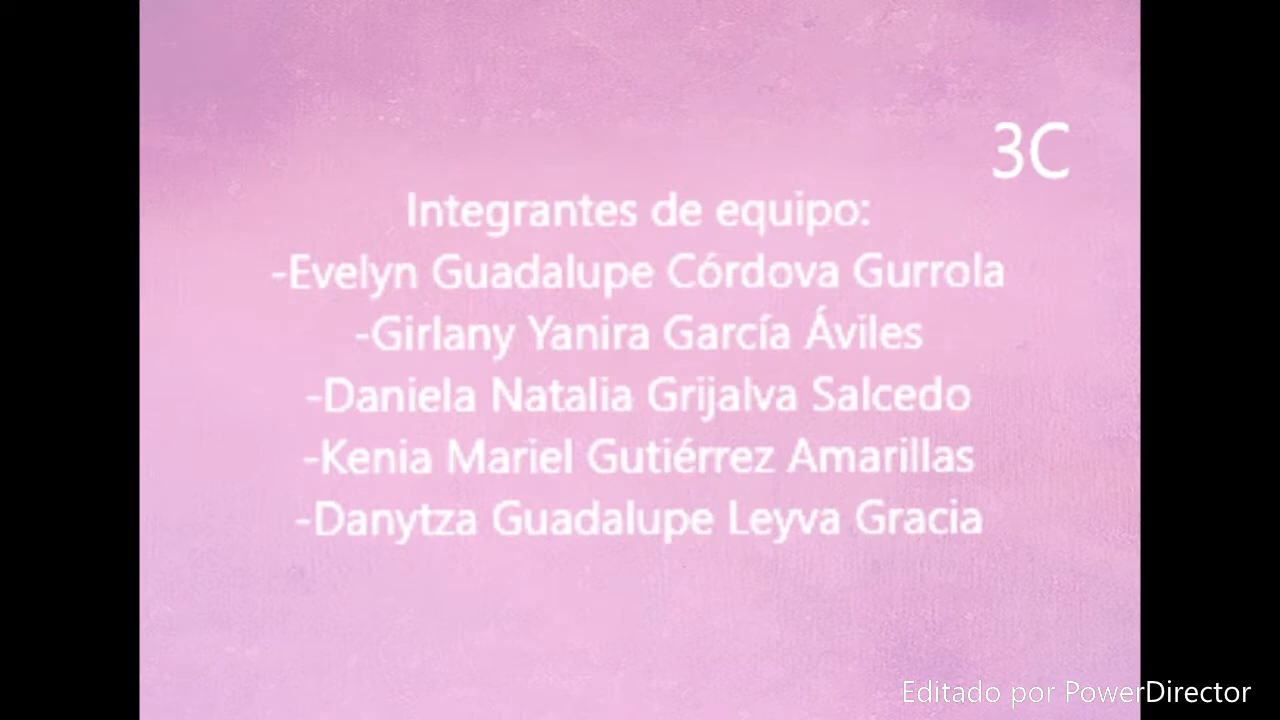 3C
Integrantes de equipo:
-Evelyn Guadalupe Córdova Gurrola
-Girlany Yanira García Áviles
-Daniela Natalia Grijalva Salcedo
-Kenia Mariel Gutiérrez Amarillas
-Danytza Guadalupe Leyva Gracia
Editado por PowerDirector